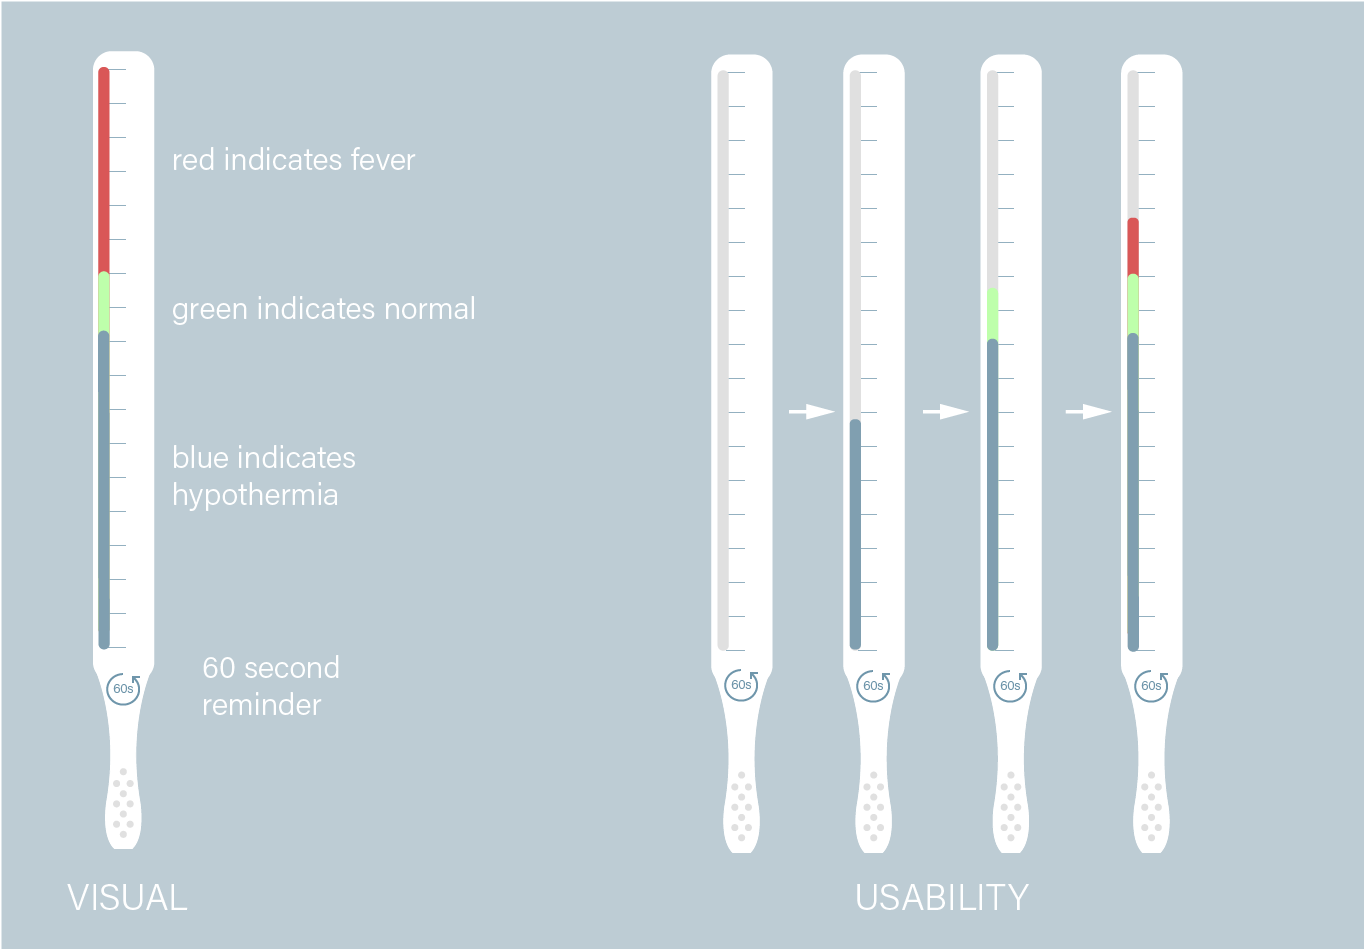 red indicates fever
green indicates normal
blue indicates
hypothermia
60 second
reminder
60s
60s
60s
60s
60s
VISUAL
USABILITY